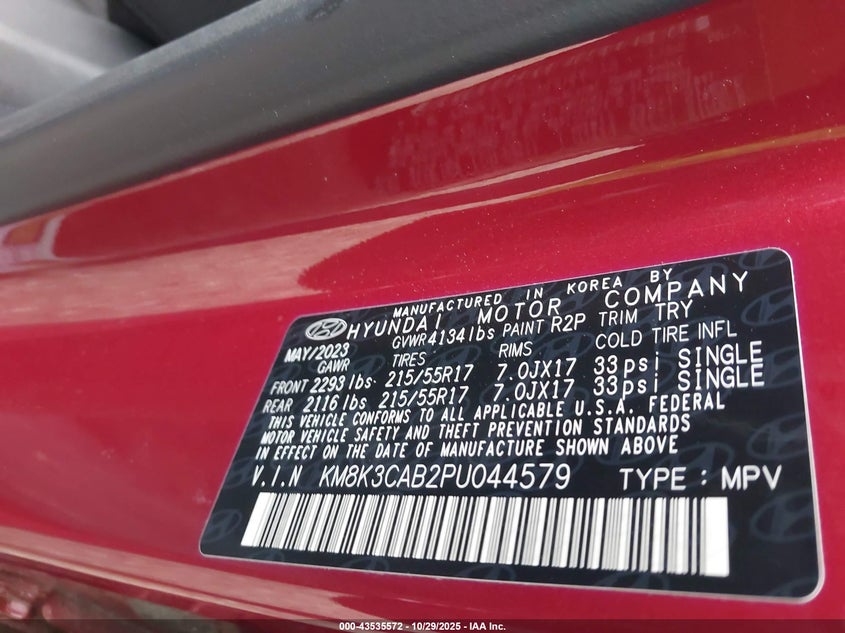 MANUFACTURED IN KOREA BY
HYUNDAI MOTOR COMPANY
MAY/2023 GVWR 4134 lbs PAINT R2P TRIM TRY
GAWR TIRES RIMS COLD TIRE INFL
FRONT 2293 lbs 215/55R17 7.0JX17 33psi SINGLE
REAR 2116 lbs 215/55R17 7.0JX17 33psi SINGLE
THIS VEHICLE CONFORMS TO ALL APPLICABLE U.S.A. FEDERAL
MOTOR VEHICLE SAFETY AND THEFT PREVENTION STANDARDS
IN EFFECT ON THE DATE OF MANUFACTURE SHOWN ABOVE
V.I.N KM8K3CAB2PU044579 TYPE : MPV
000-43535572 - 10/29/2025 - IAA Inc.